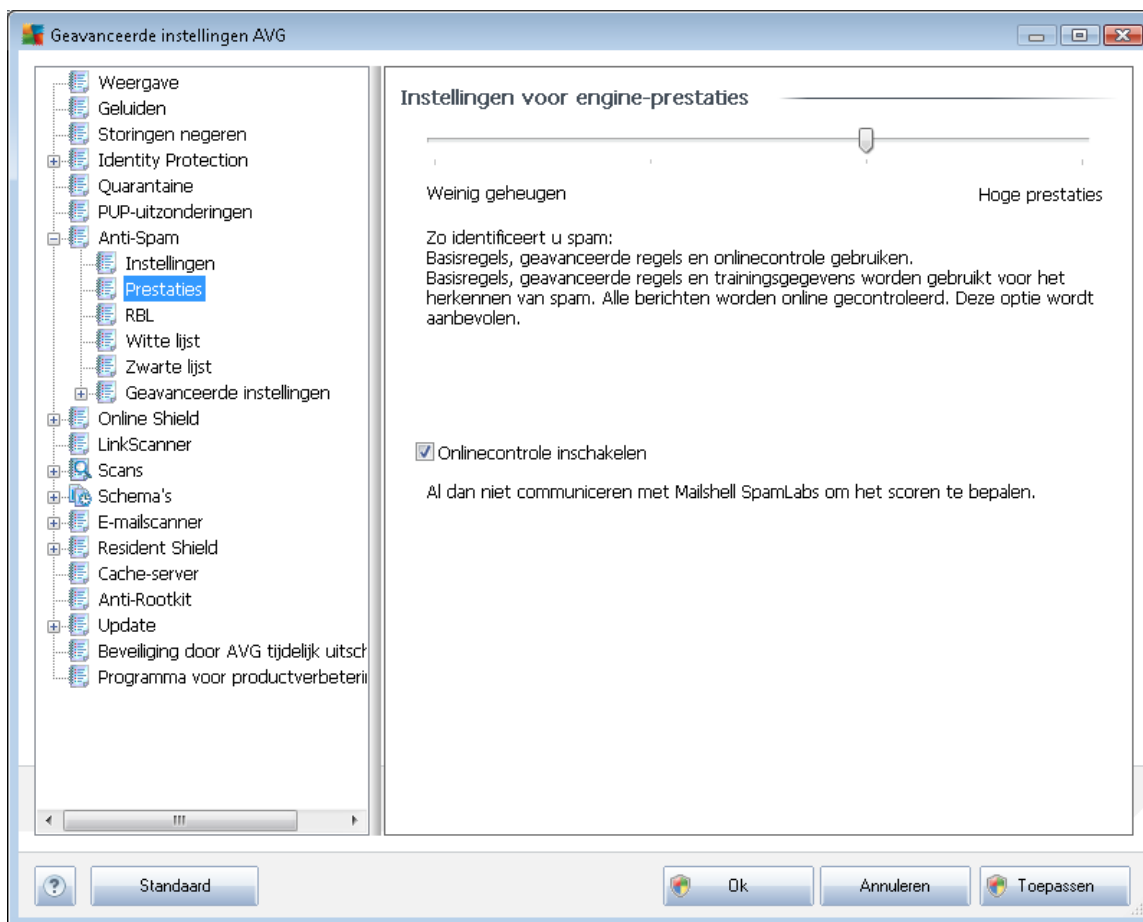 Geavanceerde instellingen AVG
Weergave
Geluiden
Storingen negeren
Identity Protection
Quarantaine
PUP-uitzonderingen
Anti-Spam
Instellingen
Prestaties
RBL
Witte lijst
Zwarte lijst
Geavanceerde instellingen
Online Shield
LinkScanner
Scans
Schema's
E-mailscanner
Resident Shield
Cache-server
Anti-Rootkit
Update
Beveiliging door AVG tijdelijk uitsch
Programma voor productverbeterin
Instellingen voor engine-prestaties
Weinig geheugen
Hoge prestaties
Zo identificeert u spam:
Basisregels, geavanceerde regels en onlinecontrole gebruiken.
Basisregels, geavanceerde regels en trainingsgegevens worden gebruikt voor het
herkennen van spam. Alle berichten worden online gecontroleerd. Deze optie wordt
aanbevolen.
Onlinecontrole inschakelen
Al dan niet communiceren met Mailshell SpamLabs om het scoren te bepalen.
?
Standaard
Ok
Annuleren
Toepassen